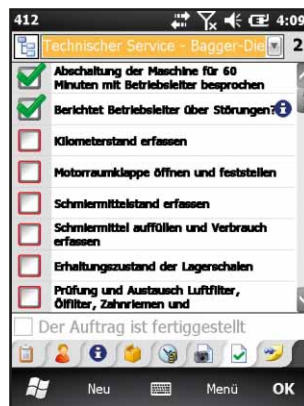 412
4:09
Technischer Service - Bagger-Die
2
Abschaltung der Maschine für 60
Minuten mit Betriebsleiter besprochen
Berichtet Betriebsleiter über Störungen?
Kilometerstand erfassen
Motorraumklappe öffnen und feststellen
Schmiermittelstand erfassen
Schmiermittel auffüllen und Verbrauch
erfassen
Erhaltungszustand der Lagerschalen
Prüfung und Austausch Luftfilter,
Ölfilter, Zahnriemen und
Der Auftrag ist fertiggestellt
Neu
Menü
OK